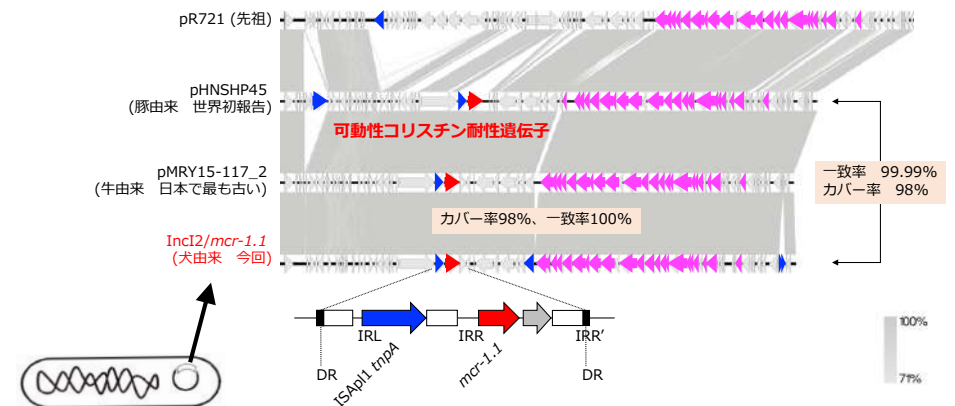 pR721 (先祖)
pHNSHP45
(豚由来　世界初報告)
可動性コリスチン耐性遺伝子
pMRY15-117_2
(牛由来　日本で最も古い)
一致率　99.99%
カバー率　98%
カバー率98%、一致率100%
IncI2/mcr-1.1
(犬由来　今回)
IRL
IRR
IRR’
DR
ISApl1 tnpA
mcr-1.1
DR
100%
71%